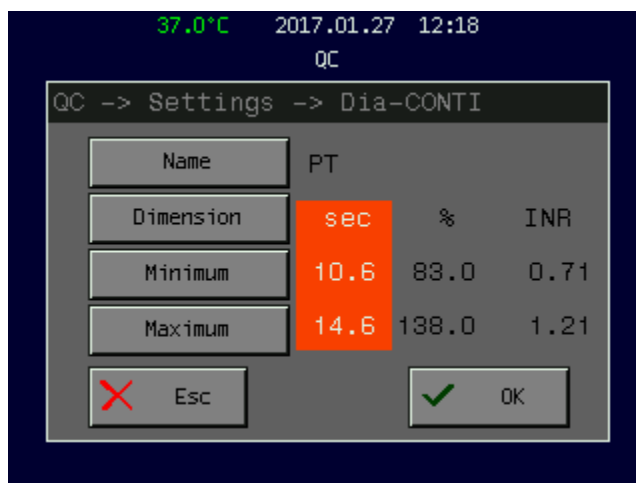 37.0°C 2017.01.27 12:18
QC
QC -> Settings -> Dia-CONTI
Name PT
Dimension sec % INR
Minimum 10.6 83.0 0.71
Maximum 14.6 138.0 1.21
Esc OK